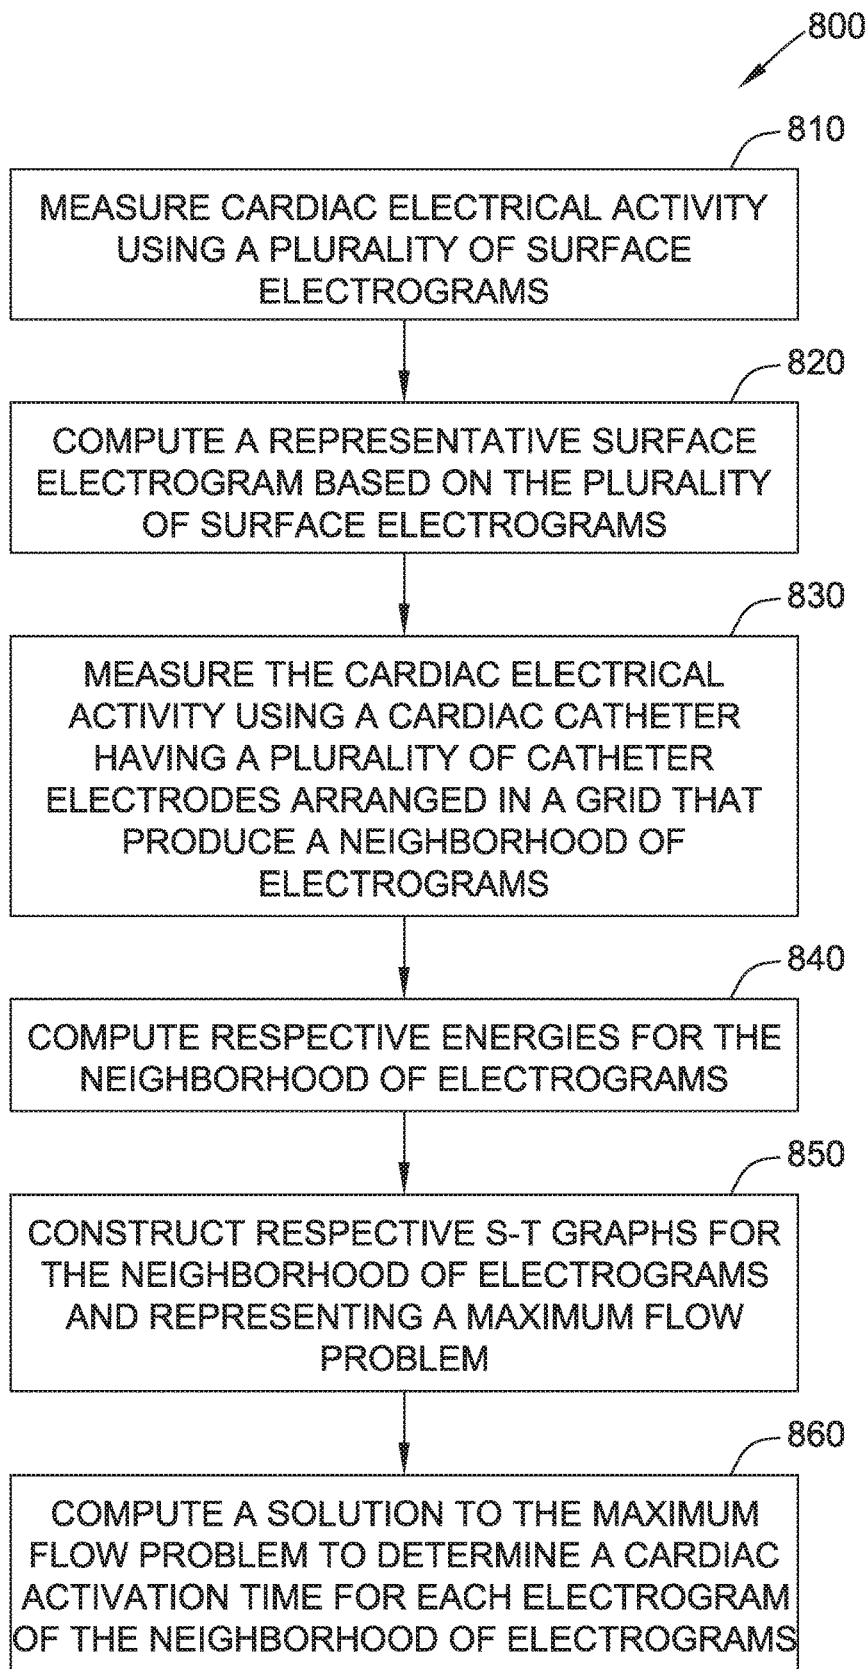 800
810
MEASURE CARDIAC ELECTRICAL ACTIVITY
USING A PLURALITY OF SURFACE
ELECTROGRAMS
820
COMPUTE A REPRESENTATIVE SURFACE
ELECTROGRAM BASED ON THE PLURALITY
OF SURFACE ELECTROGRAMS
830
MEASURE THE CARDIAC ELECTRICAL
ACTIVITY USING A CARDIAC CATHETER
HAVING A PLURALITY OF CATHETER
ELECTRODES ARRANGED IN A GRID THAT
PRODUCE A NEIGHBORHOOD OF
ELECTROGRAMS
840
COMPUTE RESPECTIVE ENERGIES FOR THE
NEIGHBORHOOD OF ELECTROGRAMS
850
CONSTRUCT RESPECTIVE S-T GRAPHS FOR
THE NEIGHBORHOOD OF ELECTROGRAMS
AND REPRESENTING A MAXIMUM FLOW
PROBLEM
860
COMPUTE A SOLUTION TO THE MAXIMUM
FLOW PROBLEM TO DETERMINE A CARDIAC
ACTIVATION TIME FOR EACH ELECTROGRAM
OF THE NEIGHBORHOOD OF ELECTROGRAMS